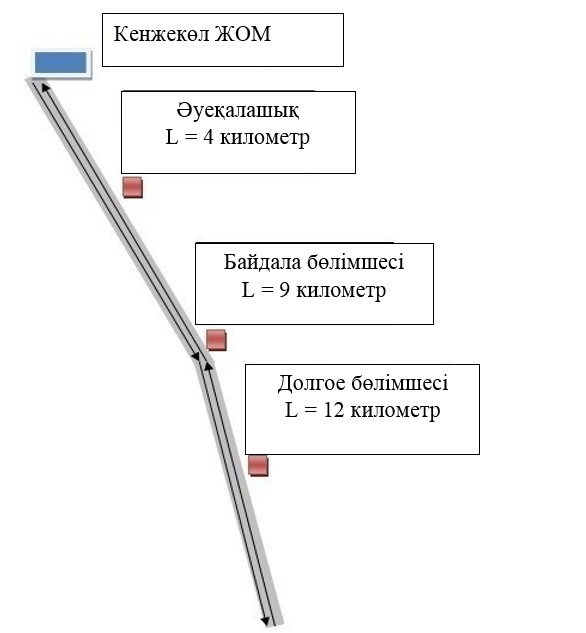 Кенжекөл ЖОМ
Әуеқалашық
L = 4 километр
Байдала бөлімшесі
L = 9 километр
Долгое бөлімшесі
L = 12 километр